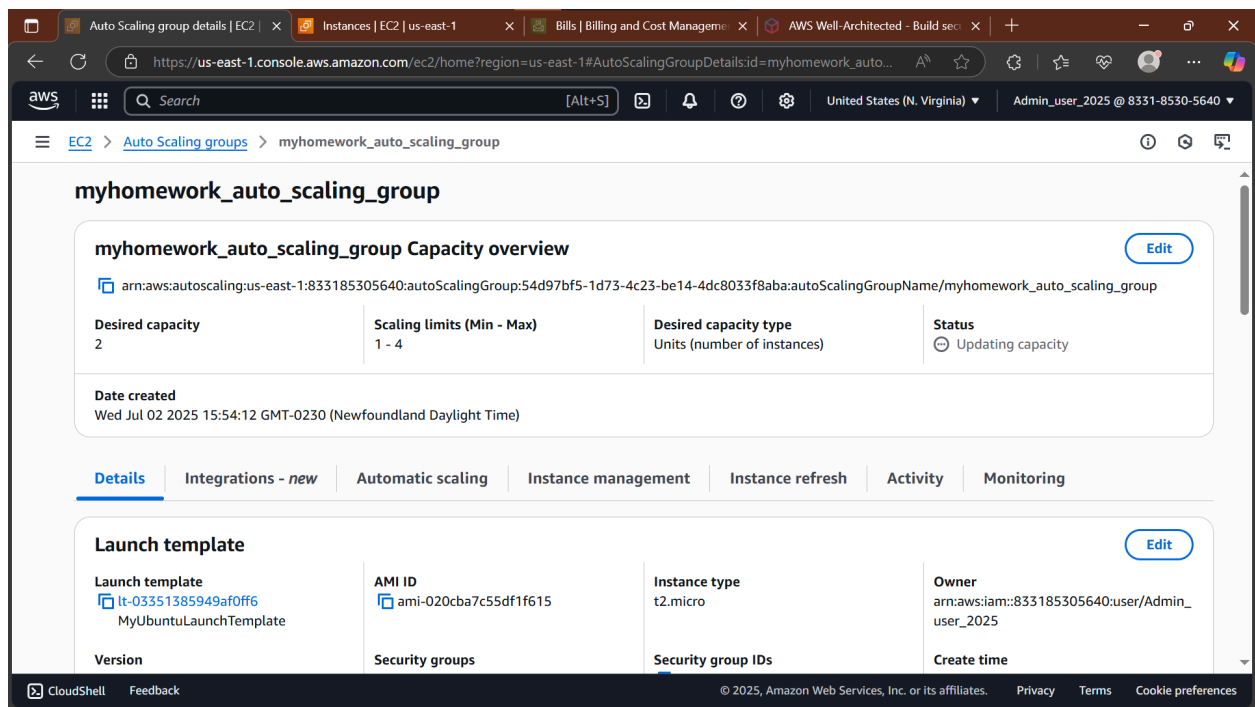 Auto Scaling group details | EC2 |
Instances | EC2 | us-east-1
Bills | Billing and Cost Manageme
AWS Well-Architected - Build secu
https://us-east-1.console.aws.amazon.com/ec2/home?region=us-east-1#AutoScalingGroupDetails:id=myhomework_auto...
aws
Search
[Alt+S]
United States (N. Virginia)
Admin_user_2025 @ 8331-8530-5640
EC2 > Auto Scaling groups > myhomework_auto_scaling_group
myhomework_auto_scaling_group
myhomework_auto_scaling_group Capacity overview
Edit
arn:aws:autoscaling:us-east-1:833185305640:autoScalingGroup:54d97bf5-1d73-4c23-be14-4dc8033f8aba:autoScalingGroupName/myhomework_auto_scaling_group
Desired capacity
2
Scaling limits (Min - Max)
1 - 4
Desired capacity type
Units (number of instances)
Status
Updating capacity
Date created
Wed Jul 02 2025 15:54:12 GMT-0230 (Newfoundland Daylight Time)
Details
Integrations - new
Automatic scaling
Instance management
Instance refresh
Activity
Monitoring
Launch template
Edit
Launch template
lt-03351385949af0ff6
MyUbuntuLaunchTemplate
AMI ID
ami-020cba7c55df1f615
Instance type
t2.micro
Owner
arn:aws:iam::833185305640:user/Admin_
user_2025
Version
Security groups
Security group IDs
Create time
CloudShell
Feedback
© 2025, Amazon Web Services, Inc. or its affiliates.
Privacy
Terms
Cookie preferences